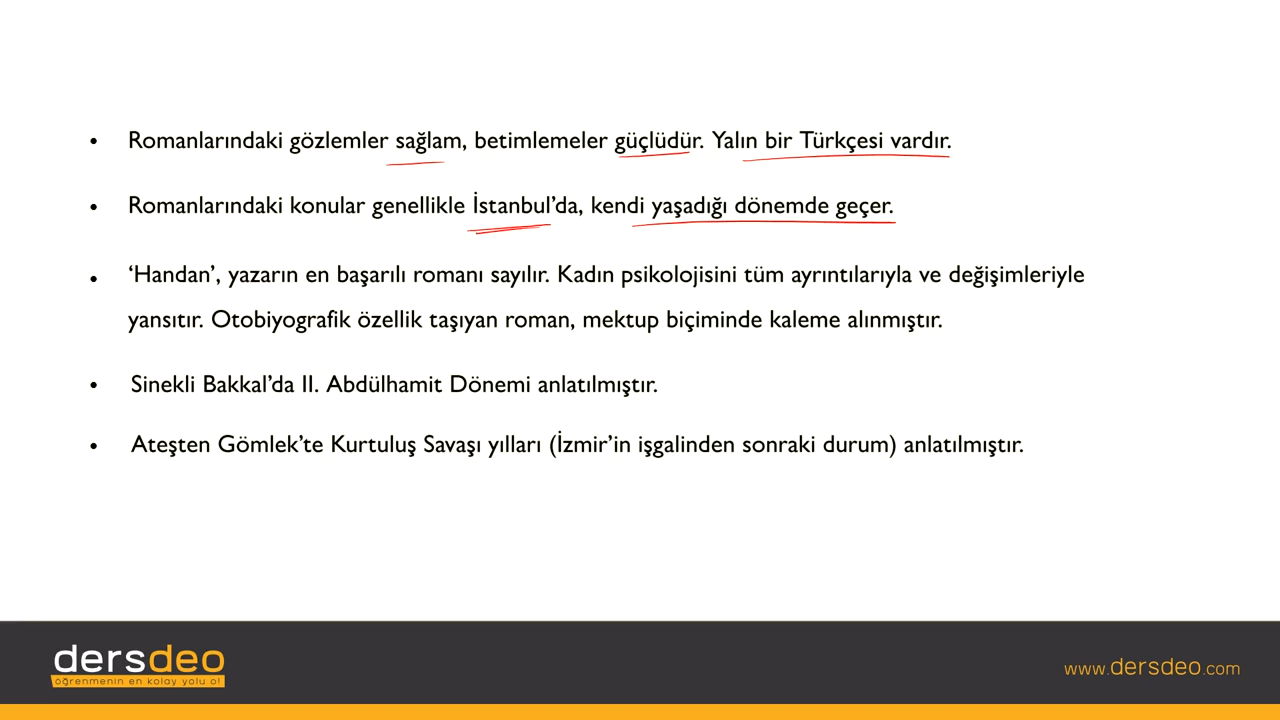 • Romanlarındaki gözlemler sağlam, betimlemeler güçlüdür. Yalın bir Türkçesi vardır.
• Romanlarındaki konular genellikle İstanbul’da, kendi yaşadığı dönemde geçer.
• ‘Handan’, yazarın en başarılı romanı sayılır. Kadın psikolojisini tüm ayrıntılarıyla ve değişimleriyle
yansıtır. Otobiyografik özellik taşıyan roman, mektup biçiminde kaleme alınmıştır.
• Sinekli Bakkal’da II. Abdülhamit Dönemi anlatılmıştır.
• Ateşten Gömlek’te Kurtuluş Savaşı yılları (İzmir’in işgalinden sonraki durum) anlatılmıştır.
dersdeo
öğrenmenin en kolay yolu o!
www.dersdeo.com